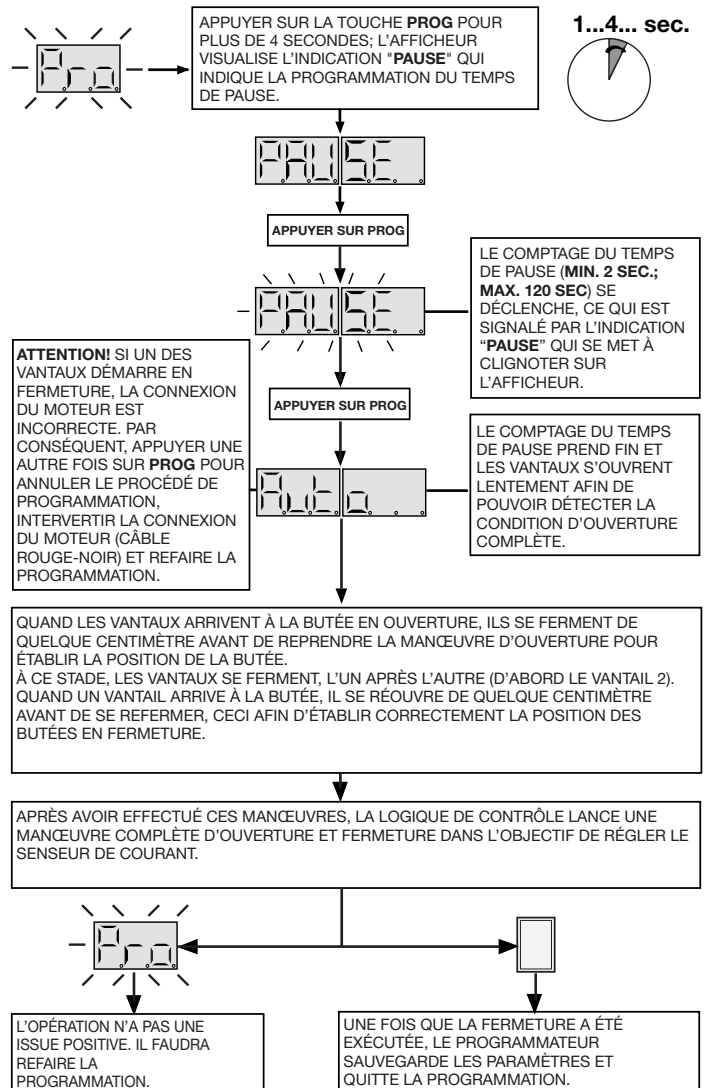 Pro
APPUYER SUR LA TOUCHE PROG POUR
PLUS DE 4 SECONDES; L'AFFICHEUR
VISUALISE L'INDICATION "PAUSE" QUI
INDIQUE LA PROGRAMMATION DU TEMPS
DE PAUSE.
1...4... sec.
PAUSE
APPUYER SUR PROG
PAUSE
LE COMPTAGE DU TEMPS
DE PAUSE (MIN. 2 SEC.;
MAX. 120 SEC) SE
DÉCLENCHE, CE QUI EST
SIGNALÉ PAR L'INDICATION
“PAUSE” QUI SE MET À
CLIGNOTER SUR
L'AFFICHEUR.
ATTENTION! SI UN DES
VANTAUX DÉMARRE EN
FERMETURE, LA CONNEXION
DU MOTEUR EST
INCORRECTE. PAR
CONSÉQUENT, APPUYER UNE
AUTRE FOIS SUR PROG POUR
ANNULER LE PROCÉDÉ DE
PROGRAMMATION,
INTERVERTIR LA CONNEXION
DU MOTEUR (CÂBLE
ROUGE-NOIR) ET REFAIRE LA
PROGRAMMATION.
APPUYER SUR PROG
Auto
LE COMPTAGE DU TEMPS
DE PAUSE PREND FIN ET
LES VANTAUX S'OUVRENT
LENTEMENT AFIN DE
POUVOIR DÉTECTER LA
CONDITION D'OUVERTURE
COMPLÈTE.
QUAND LES VANTAUX ARRIVENT À LA BUTÉE EN OUVERTURE, ILS SE FERMENT DE
QUELQUE CENTIMÈTRE AVANT DE REPRENDRE LA MANŒUVRE D'OUVERTURE POUR
ÉTABLIR LA POSITION DE LA BUTÉE.
À CE STADE, LES VANTAUX SE FERMENT, L'UN APRÈS L'AUTRE (D'ABORD LE VANTAIL 2).
QUAND UN VANTAIL ARRIVE À LA BUTÉE, IL SE RÉOUVRE DE QUELQUE CENTIMÈTRE
AVANT DE SE REFERMER, CECI AFIN D'ÉTABLIR CORRECTEMENT LA POSITION DES
BUTÉES EN FERMETURE.
APRÈS AVOIR EFFECTUÉ CES MANŒUVRES, LA LOGIQUE DE CONTRÔLE LANCE UNE
MANŒUVRE COMPLÈTE D'OUVERTURE ET FERMETURE DANS L'OBJECTIF DE RÉGLER LE
SENSEUR DE COURANT.
Pro
L'OPÉRATION N'A PAS UNE
ISSUE POSITIVE. IL FAUDRA
REFAIRE LA
PROGRAMMATION.
UNE FOIS QUE LA FERMETURE A ÉTÉ
EXÉCUTÉE, LE PROGRAMMATEUR
SAUVEGARDE LES PARAMÈTRES ET
QUITTE LA PROGRAMMATION.